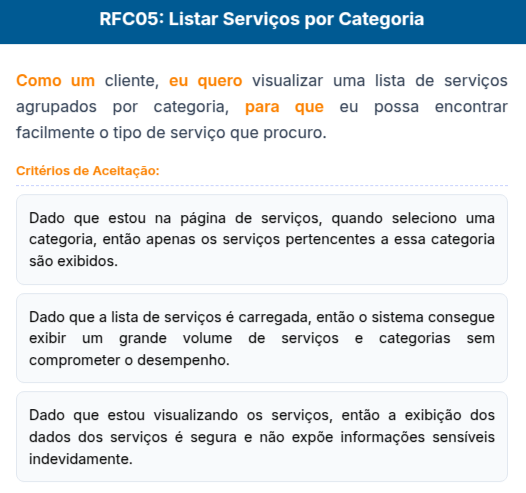 RFC05: Listar Serviços por Categoria
Como um cliente, eu quero visualizar uma lista de serviços
agrupados por categoria, para que eu possa encontrar
facilmente o tipo de serviço que procuro.
Critérios de Aceitação:
Dado que estou na página de serviços, quando seleciono uma
categoria, então apenas os serviços pertencentes a essa categoria
são exibidos.
Dado que a lista de serviços é carregada, então o sistema consegue
exibir um grande volume de serviços e categorias sem
comprometer o desempenho.
Dado que estou visualizando os serviços, então a exibição dos
dados dos serviços é segura e não expõe informações sensíveis
indevidamente.